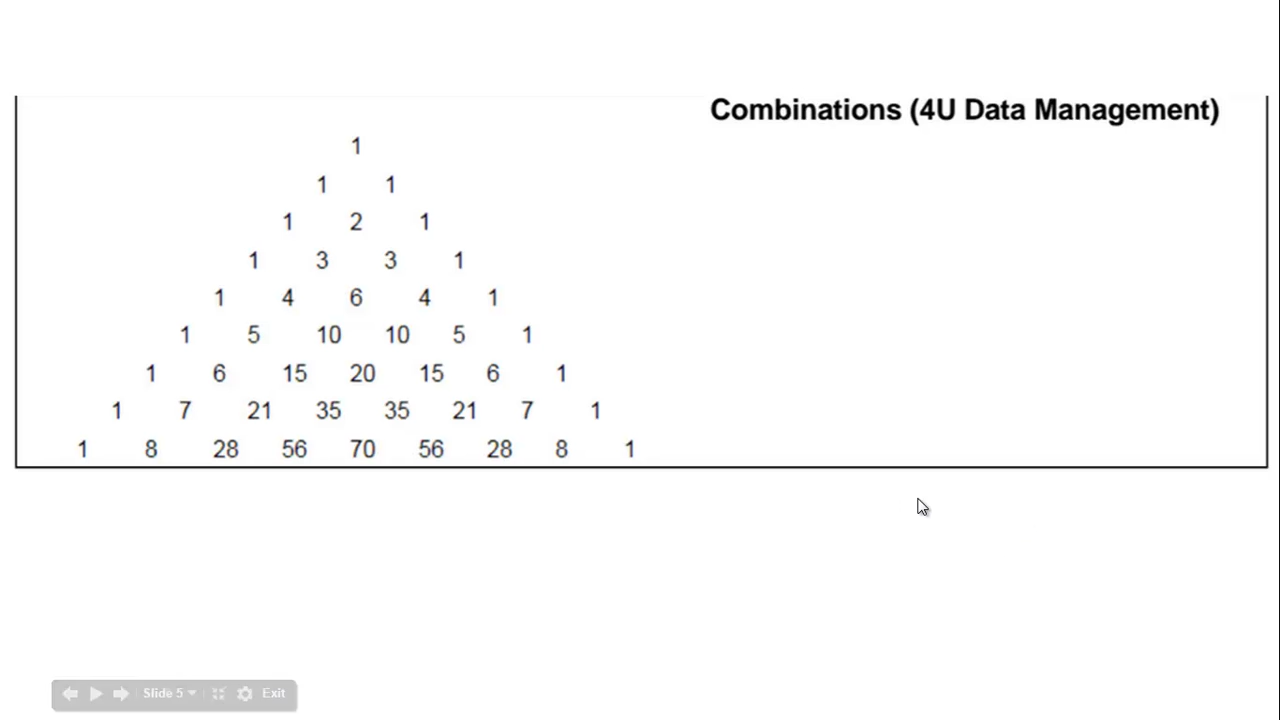 Combinations (4U Data Management)
1
1 1
1 2 1
1 3 3 1
1 4 6 4 1
1 5 10 10 5 1
1 6 15 20 15 6 1
1 7 21 35 35 21 7 1
1 8 28 56 70 56 28 8 1
Slide 5 Exit